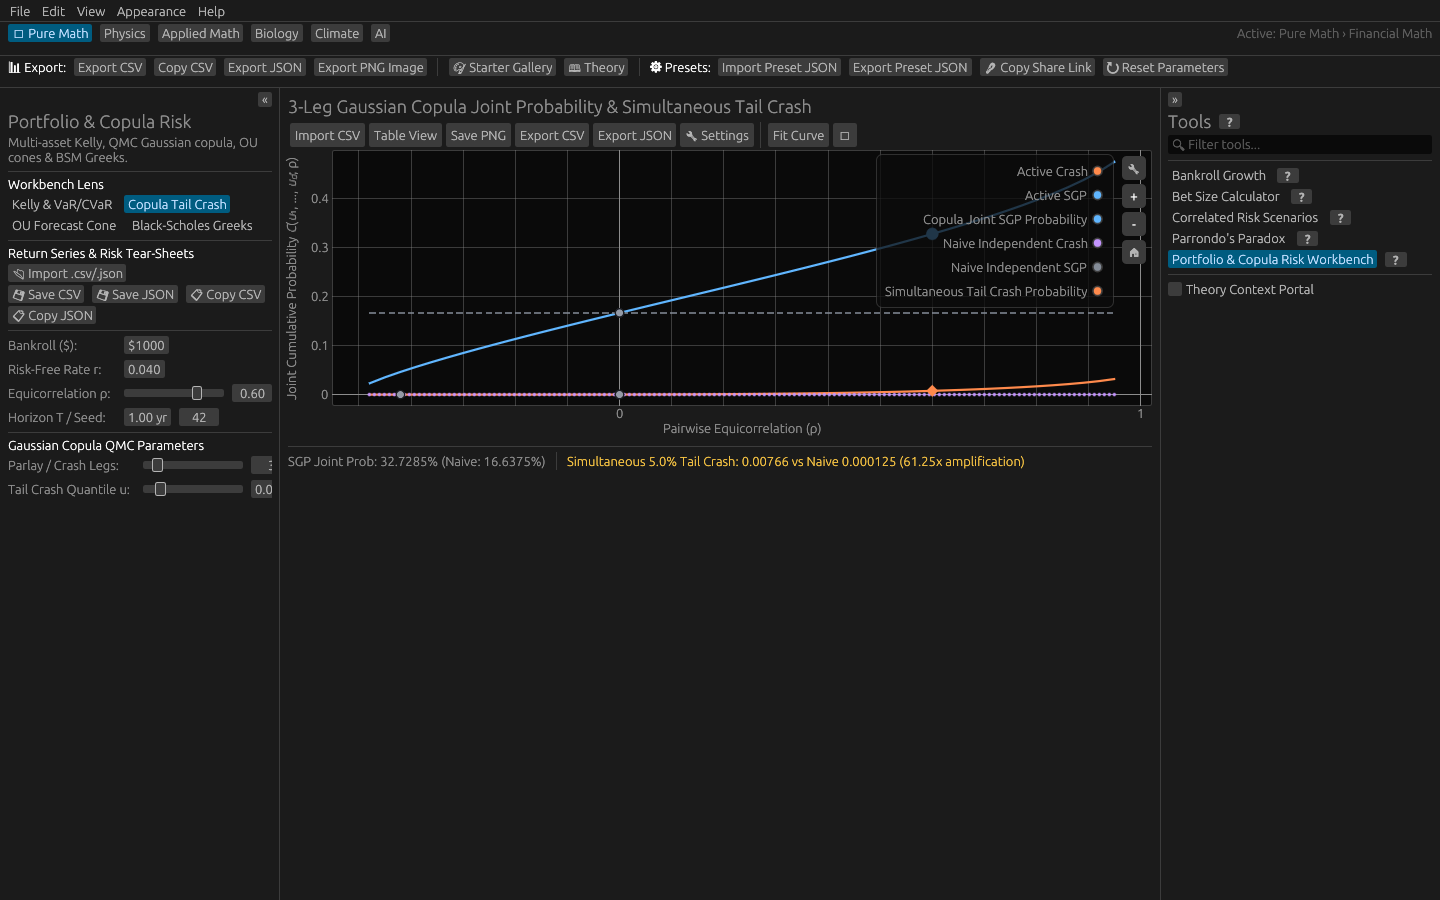 File Edit View Appearance Help
Pure Math Physics Applied Math Biology Climate AI Active: Pure Math › Financial Math
Export: Export CSV Copy CSV Export JSON Export PNG Image Starter Gallery Theory Presets: Import Preset JSON Export Preset JSON Copy Share Link Reset Parameters
«
Portfolio & Copula Risk
Multi-asset Kelly, QMC Gaussian copula, OU
cones & BSM Greeks.
Workbench Lens
Kelly & VaR/CVaR Copula Tail Crash
OU Forecast Cone Black-Scholes Greeks
Return Series & Risk Tear-Sheets
Import .csv/.json
Save CSV Save JSON Copy CSV
Copy JSON
Bankroll ($): $1000
Risk-Free Rate r: 0.040
Equicorrelation ρ: 0.60
Horizon T / Seed: 1.00 yr 42
Gaussian Copula QMC Parameters
Parlay / Crash Legs: 3
Tail Crash Quantile u: 0.0
3-Leg Gaussian Copula Joint Probability & Simultaneous Tail Crash
Import CSV Table View Save PNG Export CSV Export JSON Settings Fit Curve
Joint Cumulative Probability
0.4
0.3
0.2
0.1
0
Active Crash
Active SGP
Copula Joint SGP Probability
Naive Independent Crash
Naive Independent SGP
Simultaneous Tail Crash Probability
+
-
0 1
Pairwise Equicorrelation (ρ)
SGP Joint Prob: 32.7285% (Naive: 16.6375%) Simultaneous 5.0% Tail Crash: 0.00766 vs Naive 0.000125 (61.25x amplification)
»
Tools ?
Filter tools...
Bankroll Growth ?
Bet Size Calculator ?
Correlated Risk Scenarios ?
Parrondo's Paradox ?
Portfolio & Copula Risk Workbench ?
Theory Context Portal